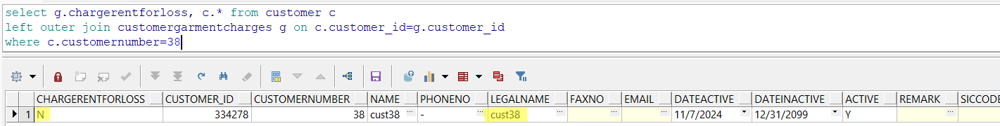 select g.chargerentforloss, c.* from customer c
left outer join customergarmentcharges g on c.customer_id=g.customer_id
where c.customernumber=38
CHARGERENTFORLOSS CUSTOMER_ID CUSTOMERNUMBER NAME PHONENO LEGALNAME FAXNO EMAIL DATEACTIVE DATEINACTIVE ACTIVE REMARK SICCODE
1 N 334278 38 cust38 - cust38 11/7/2024 12/31/2099 Y